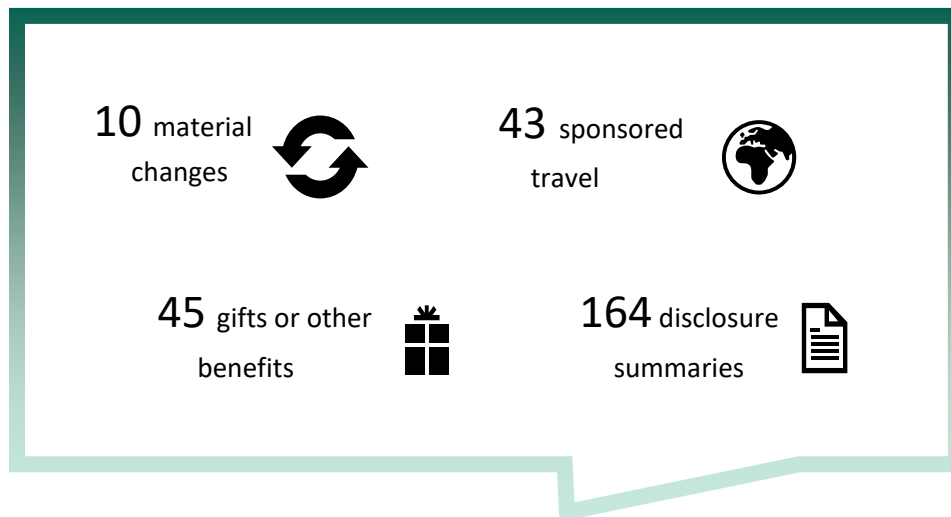 10 material
changes
43 sponsored
travel
45 gifts or other
benefits
164 disclosure
summaries